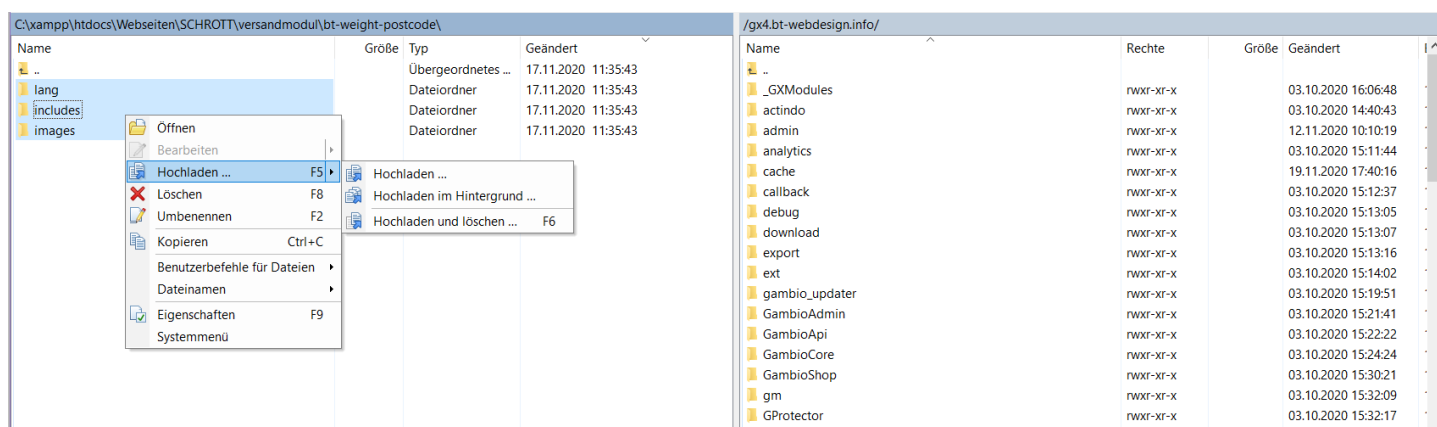 C:\xampp\htdocs\Webseiten\SCHROTT\versandmodul\bt-weight-postcode\
Name Größe Typ Geändert
.. Übergeordnetes ... 17.11.2020 11:35:43
lang Dateiordner 17.11.2020 11:35:43
includes Dateiordner 17.11.2020 11:35:43
images Dateiordner 17.11.2020 11:35:43
Öffnen
Bearbeiten
Hochladen ... F5
Löschen F8
Umbenennen F2
Kopieren Ctrl+C
Benutzerbefehle für Dateien
Dateinamen
Eigenschaften F9
Systemmenü
Hochladen ...
Hochladen im Hintergrund ...
Hochladen und löschen ... F6
/gx4.bt-webdesign.info/
Name Rechte Größe Geändert
..
_GXModules rwxr-xr-x 03.10.2020 16:06:48
actindo rwxr-xr-x 03.10.2020 14:40:43
admin rwxr-xr-x 12.11.2020 10:10:19
analytics rwxr-xr-x 03.10.2020 15:11:44
cache rwxr-xr-x 19.11.2020 17:40:16
callback rwxr-xr-x 03.10.2020 15:12:37
debug rwxr-xr-x 03.10.2020 15:13:05
download rwxr-xr-x 03.10.2020 15:13:07
export rwxr-xr-x 03.10.2020 15:13:16
ext rwxr-xr-x 03.10.2020 15:14:02
gambio_updater rwxr-xr-x 03.10.2020 15:19:51
GambioAdmin rwxr-xr-x 03.10.2020 15:21:41
GambioApi rwxr-xr-x 03.10.2020 15:22:22
GambioCore rwxr-xr-x 03.10.2020 15:24:24
GambioShop rwxr-xr-x 03.10.2020 15:30:21
gm rwxr-xr-x 03.10.2020 15:32:09
GProtector rwxr-xr-x 03.10.2020 15:32:17